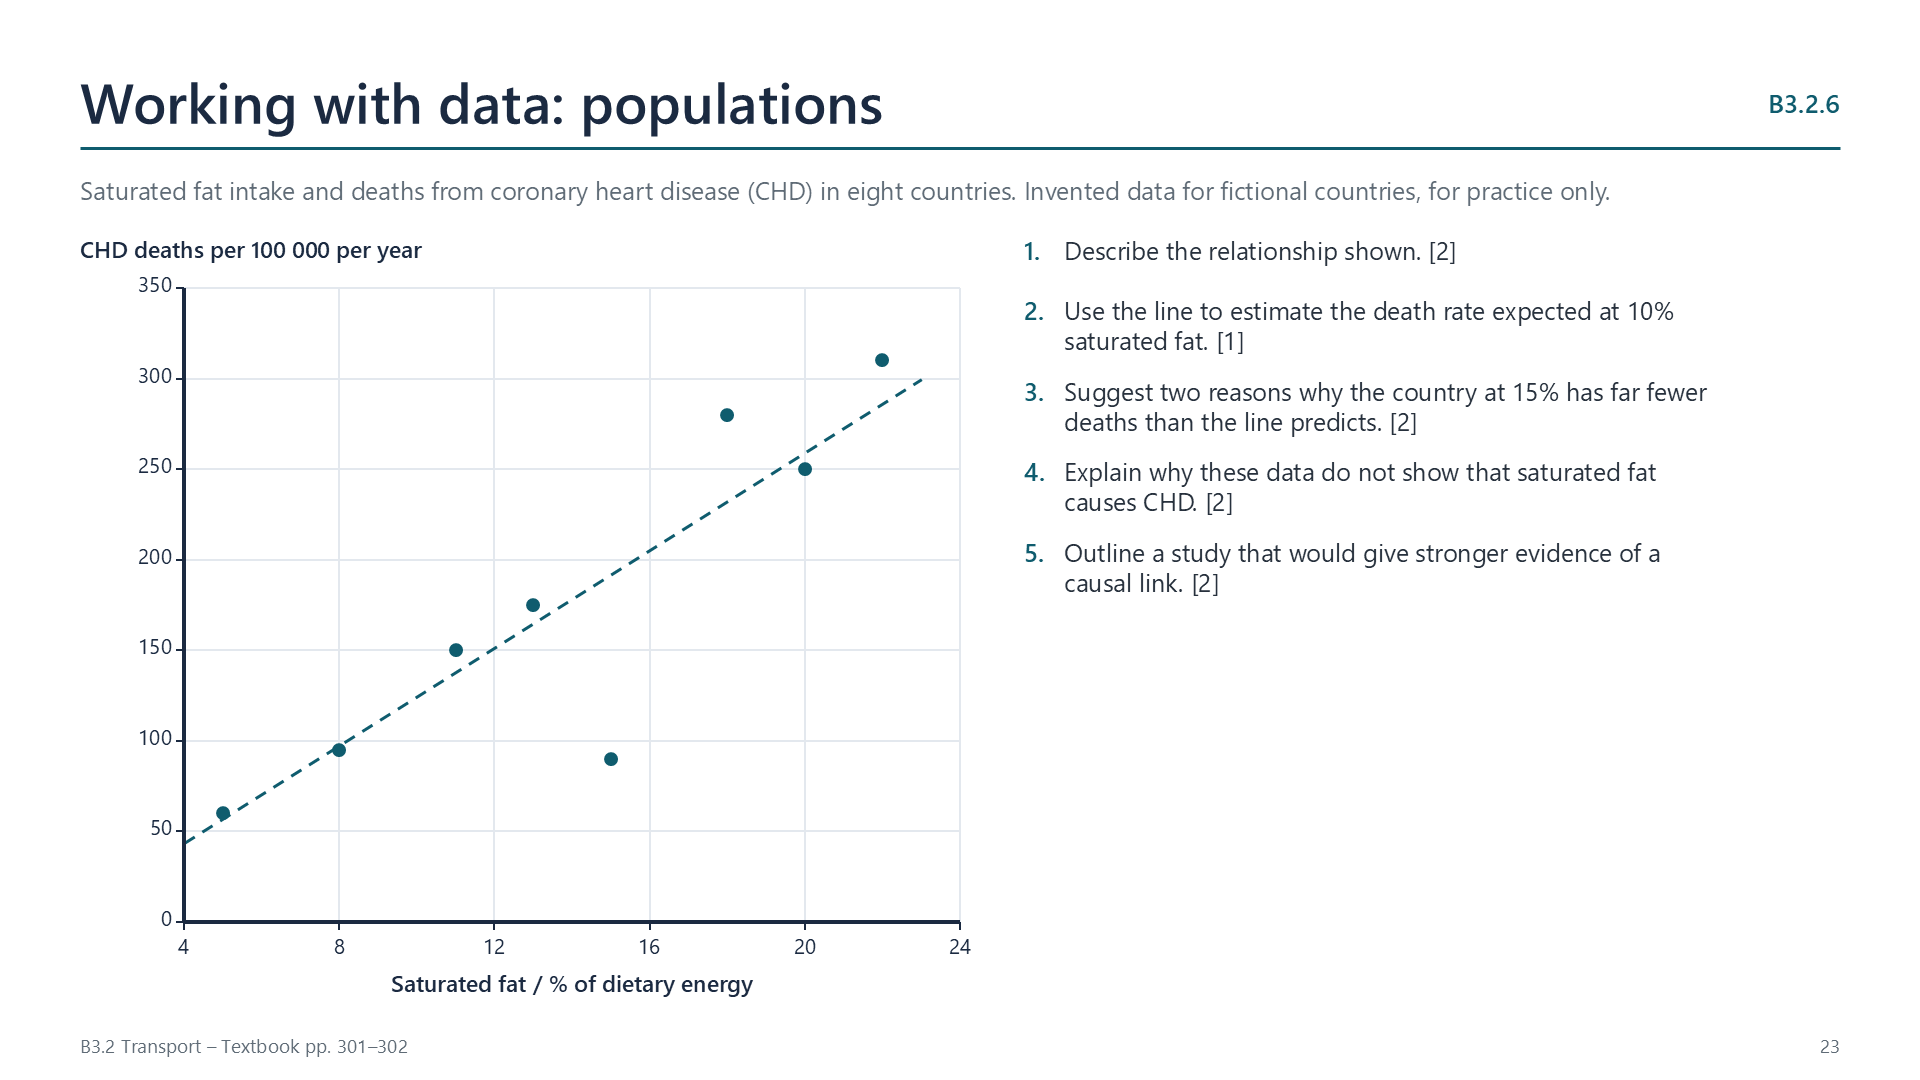 Working with data: populations
B3.2.6
Saturated fat intake and deaths from coronary heart disease (CHD) in eight countries. Invented data for fictional countries, for practice only.
CHD deaths per 100 000 per year
350
300
250
200
150
100
50
0
4 8 12 16 20 24
Saturated fat / % of dietary energy
1. Describe the relationship shown. [2]
2. Use the line to estimate the death rate expected at 10%
saturated fat. [1]
3. Suggest two reasons why the country at 15% has far fewer
deaths than the line predicts. [2]
4. Explain why these data do not show that saturated fat
causes CHD. [2]
5. Outline a study that would give stronger evidence of a
causal link. [2]
B3.2 Transport – Textbook pp. 301–302
23